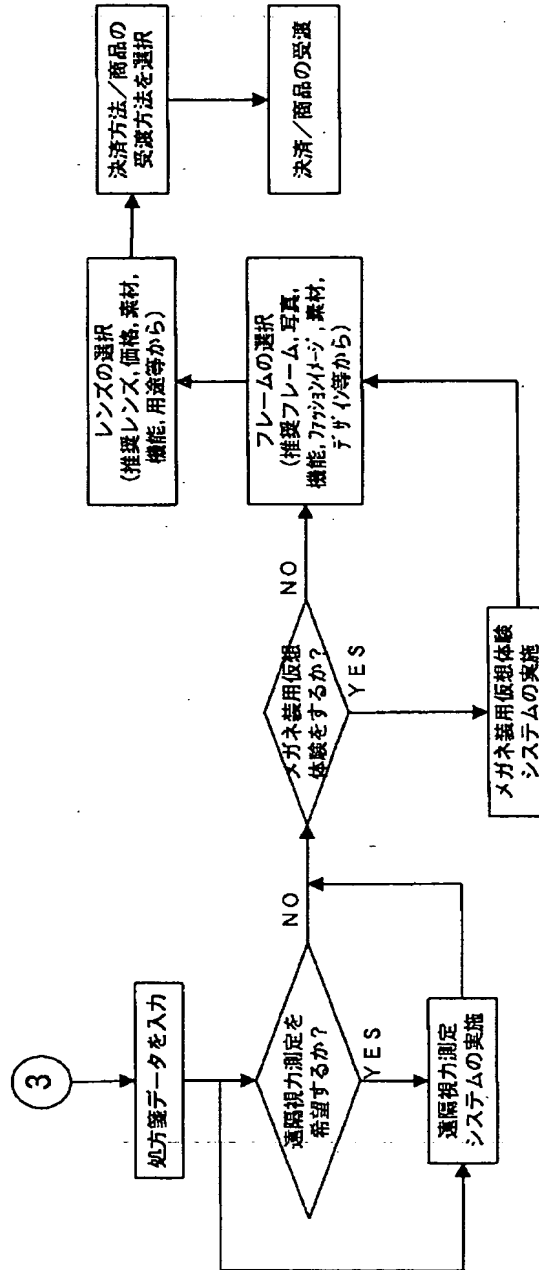 3
処方箋データを入力
遠隔視力測定を
希望するか?
NO
YES
遠隔視力測定
システムの実施
メガネ装用仮想
体験をするか?
NO
YES
メガネ装用仮想体験
システムの実施
フレームの選択
(推奨フレーム,写真,
機能,ファッションイメージ,素材,
デザイン等から)
レンズの選択
(推奨レンズ,価格,素材,
機能,用途等から)
決済方法/商品の
受渡方法を選択
決済/商品の受渡